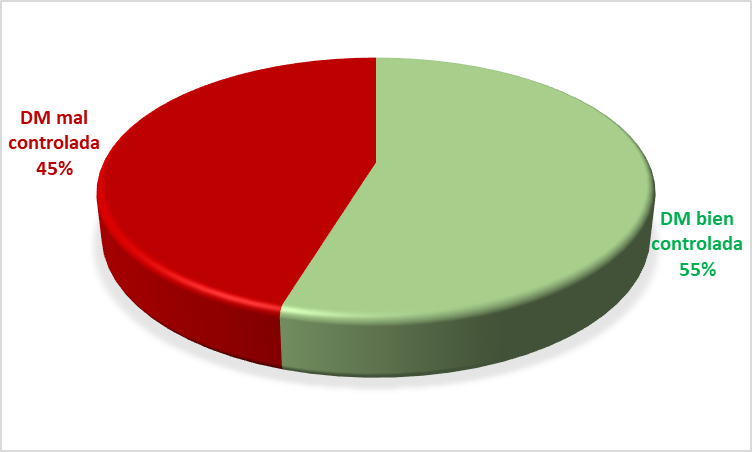 DM mal
controlada
45%
DM bien
controlada
55%